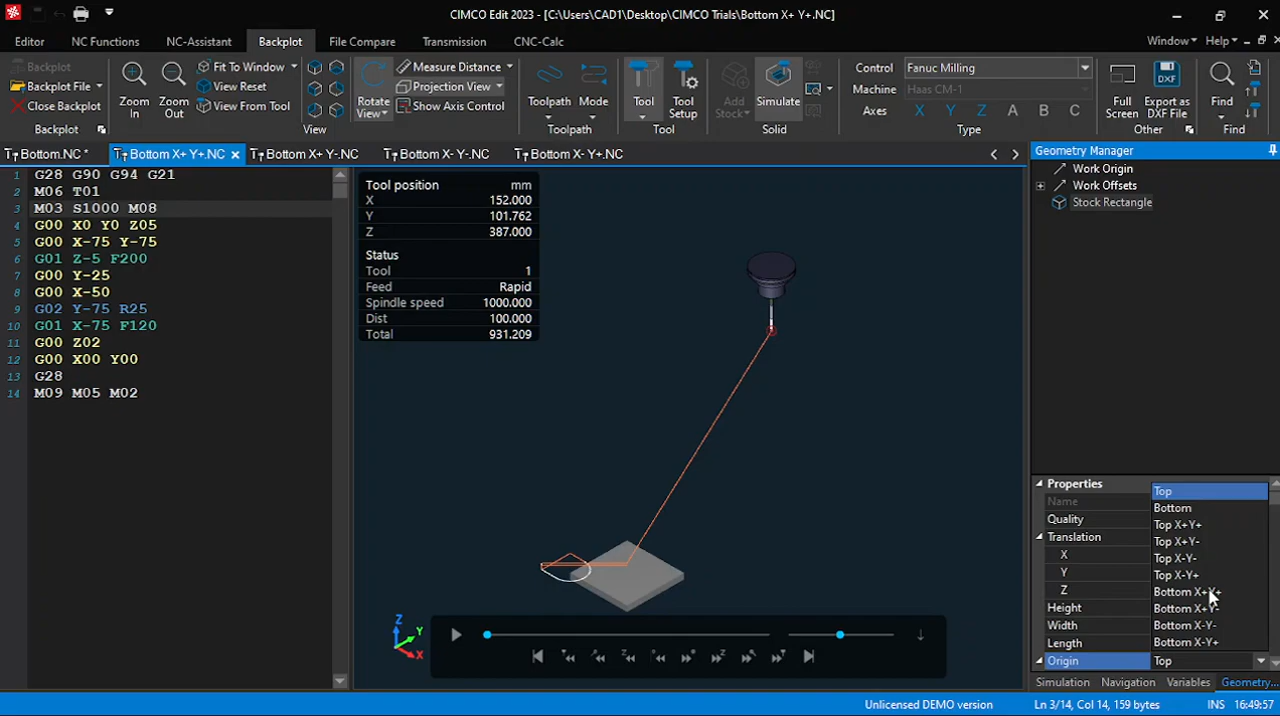 CIMCO Edit 2023 - [C:\Users\CAD1\Desktop\CIMCO Trials\Bottom X+ Y+.NC]
Editor NC Functions NC-Assistant Backplot File Compare Transmission CNC-Calc Window Help
Backplot
Backplot File
Close Backplot
Backplot
Zoom In
Zoom Out
Fit To Window
View Reset
View From Tool
View
Rotate View
Measure Distance
Projection View
Show Axis Control
Toolpath
Mode
Toolpath
Tool
Tool Setup
Tool
Add Stock
Simulate
Solid
Control Fanuc Milling
Machine Haas CM-1
Axes X Y Z A B C
Type
Full Screen
Export as DXF File
Other
Find
Find
Bottom.NC * Bottom X+ Y+.NC Bottom X+ Y-.NC Bottom X- Y-.NC Bottom X- Y+.NC
1 G28 G90 G94 G21
2 M06 T01
3 M03 S1000 M08
4 G00 X0 Y0 Z05
5 G00 X-75 Y-75
6 G01 Z-5 F200
7 G00 Y-25
8 G00 X-50
9 G02 Y-75 R25
10 G01 X-75 F120
11 G00 Z02
12 G00 X00 Y00
13 G28
14 M09 M05 M02
Tool position mm
X 152.000
Y 101.762
Z 387.000
Status
Tool 1
Feed Rapid
Spindle speed 1000.000
Dist 100.000
Total 931.209
Z
Y
X
Geometry Manager
Work Origin
Work Offsets
Stock Rectangle
Properties
Name
Quality
Translation
X
Y
Z
Height
Width
Length
Origin Top
Top
Bottom
Top X+Y+
Top X+Y-
Top X-Y-
Top X-Y+
Bottom X+Y+
Bottom X+Y-
Bottom X-Y-
Bottom X-Y+
Simulation Navigation Variables Geometry...
Unlicensed DEMO version Ln 3/14, Col 14, 159 bytes INS 16:49:57